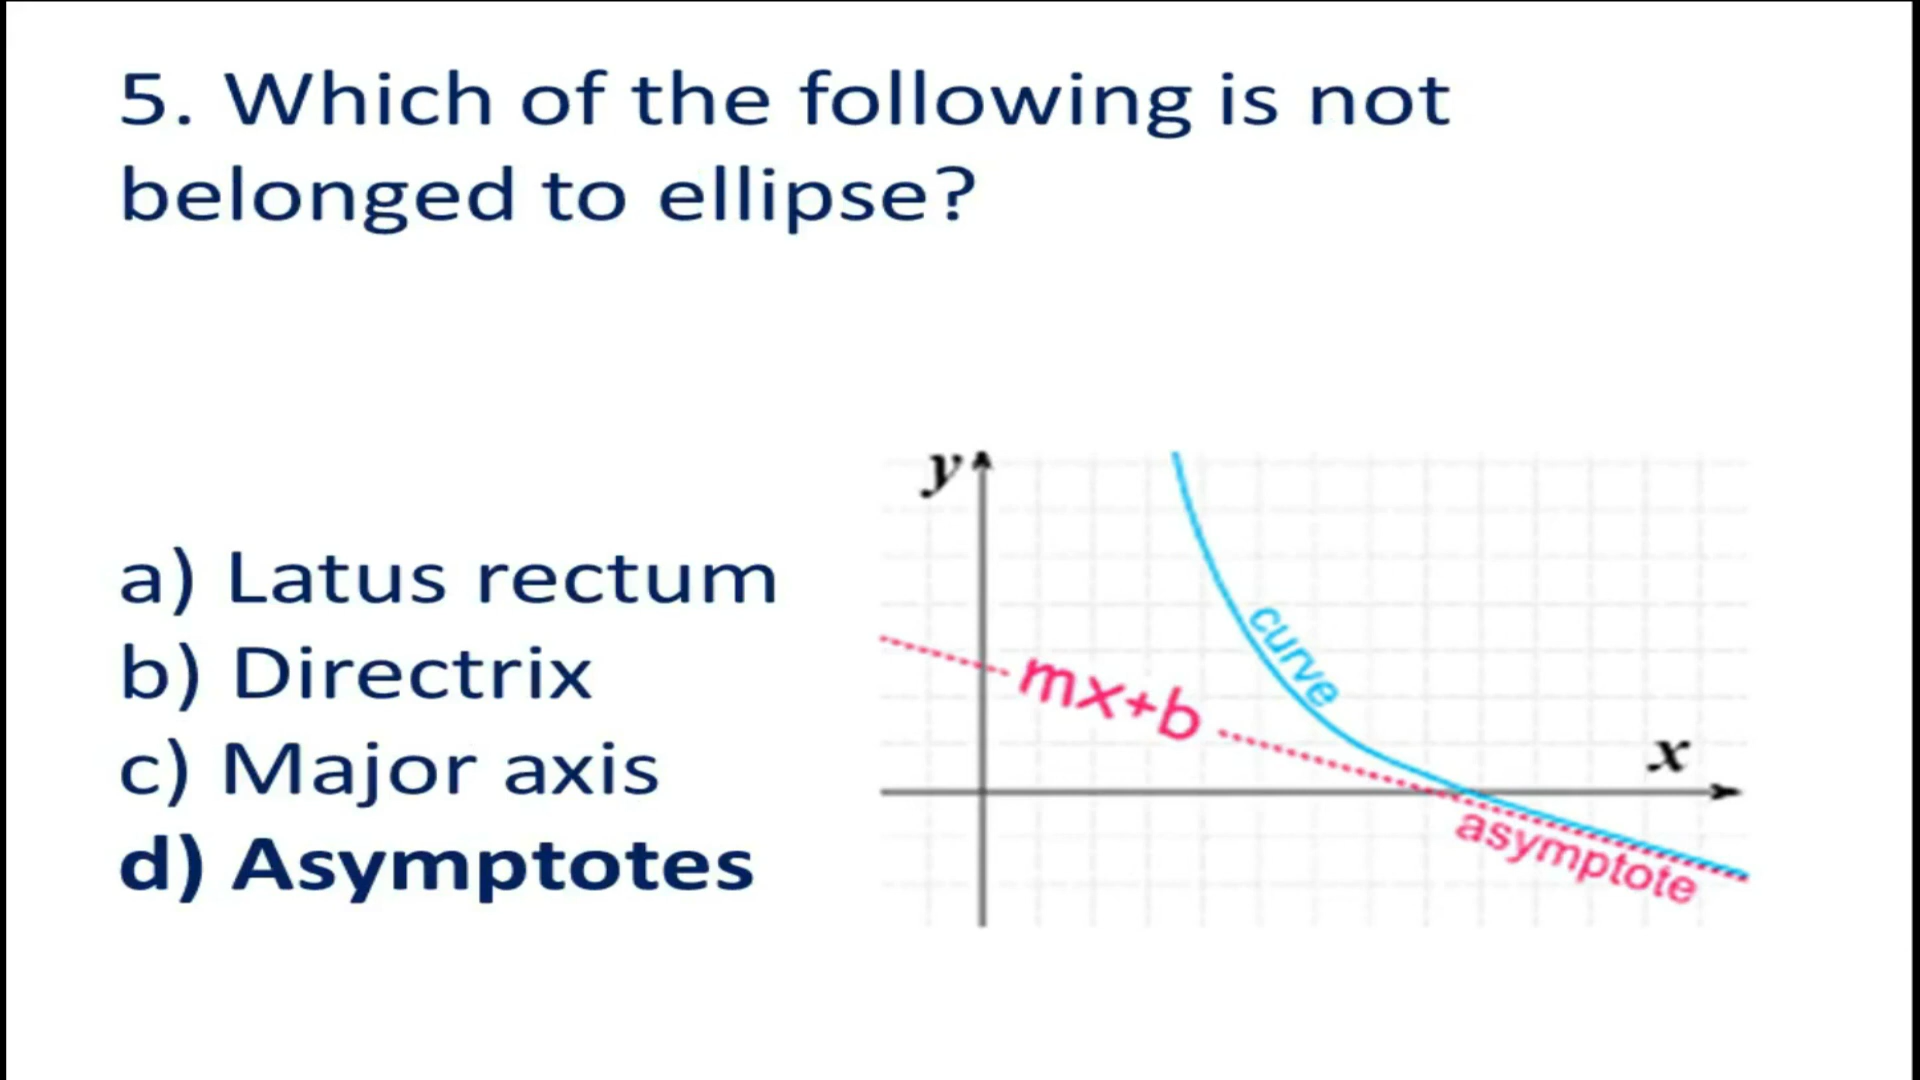 5. Which of the following is not
belonged to ellipse?
a) Latus rectum
b) Directrix
c) Major axis
d) Asymptotes
y
curve
mx+b
x
asymptote